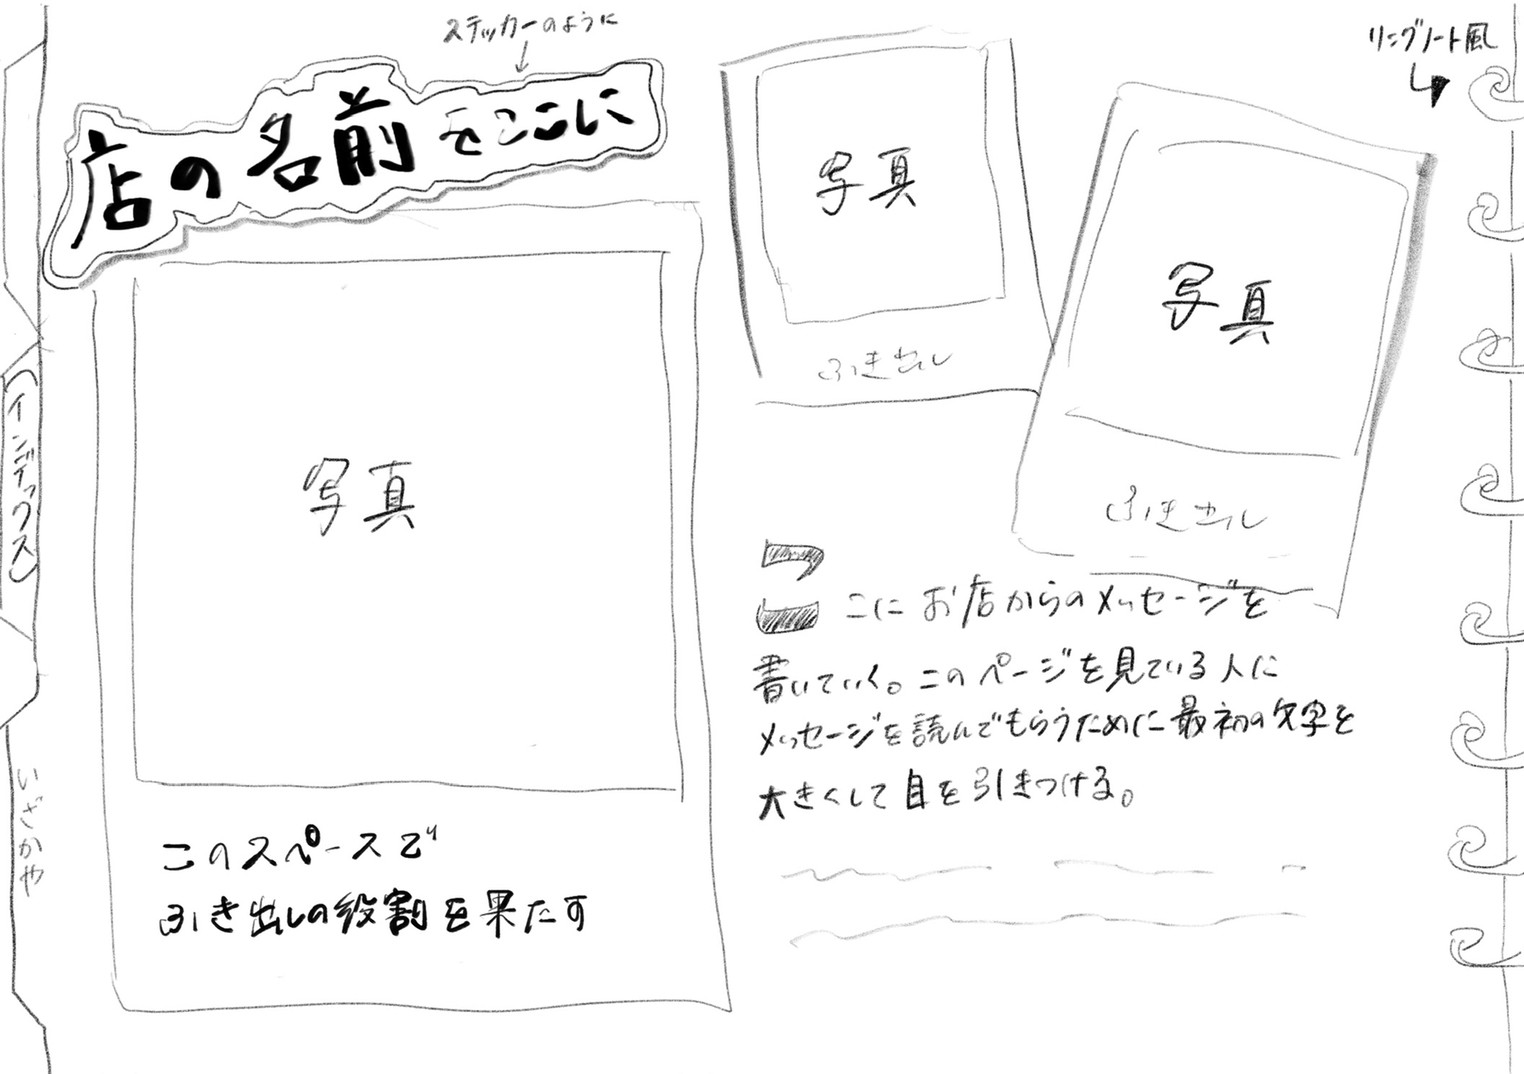 ステッカーのように
↓
店の名前をここに
写真
このスペースで
ふき出しの役割を果たす
写真
ふき出し
写真
ふき出し
リングノート風
ここにお店からのメッセージを
書いていく。このページを見ている人に
メッセージを読んでもらうために最初の文字を
大きくして目を引きつける。
(インデックス)
いざかや